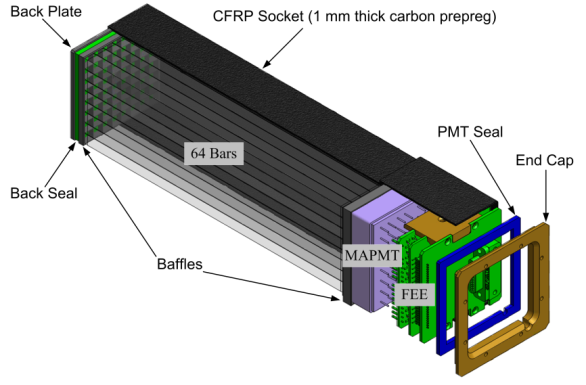 Back Plate
CFRP Socket (1 mm thick carbon prepreg)
PMT Seal
64 Bars
End Cap
Back Seal
Baffles
MAPMT
FEE